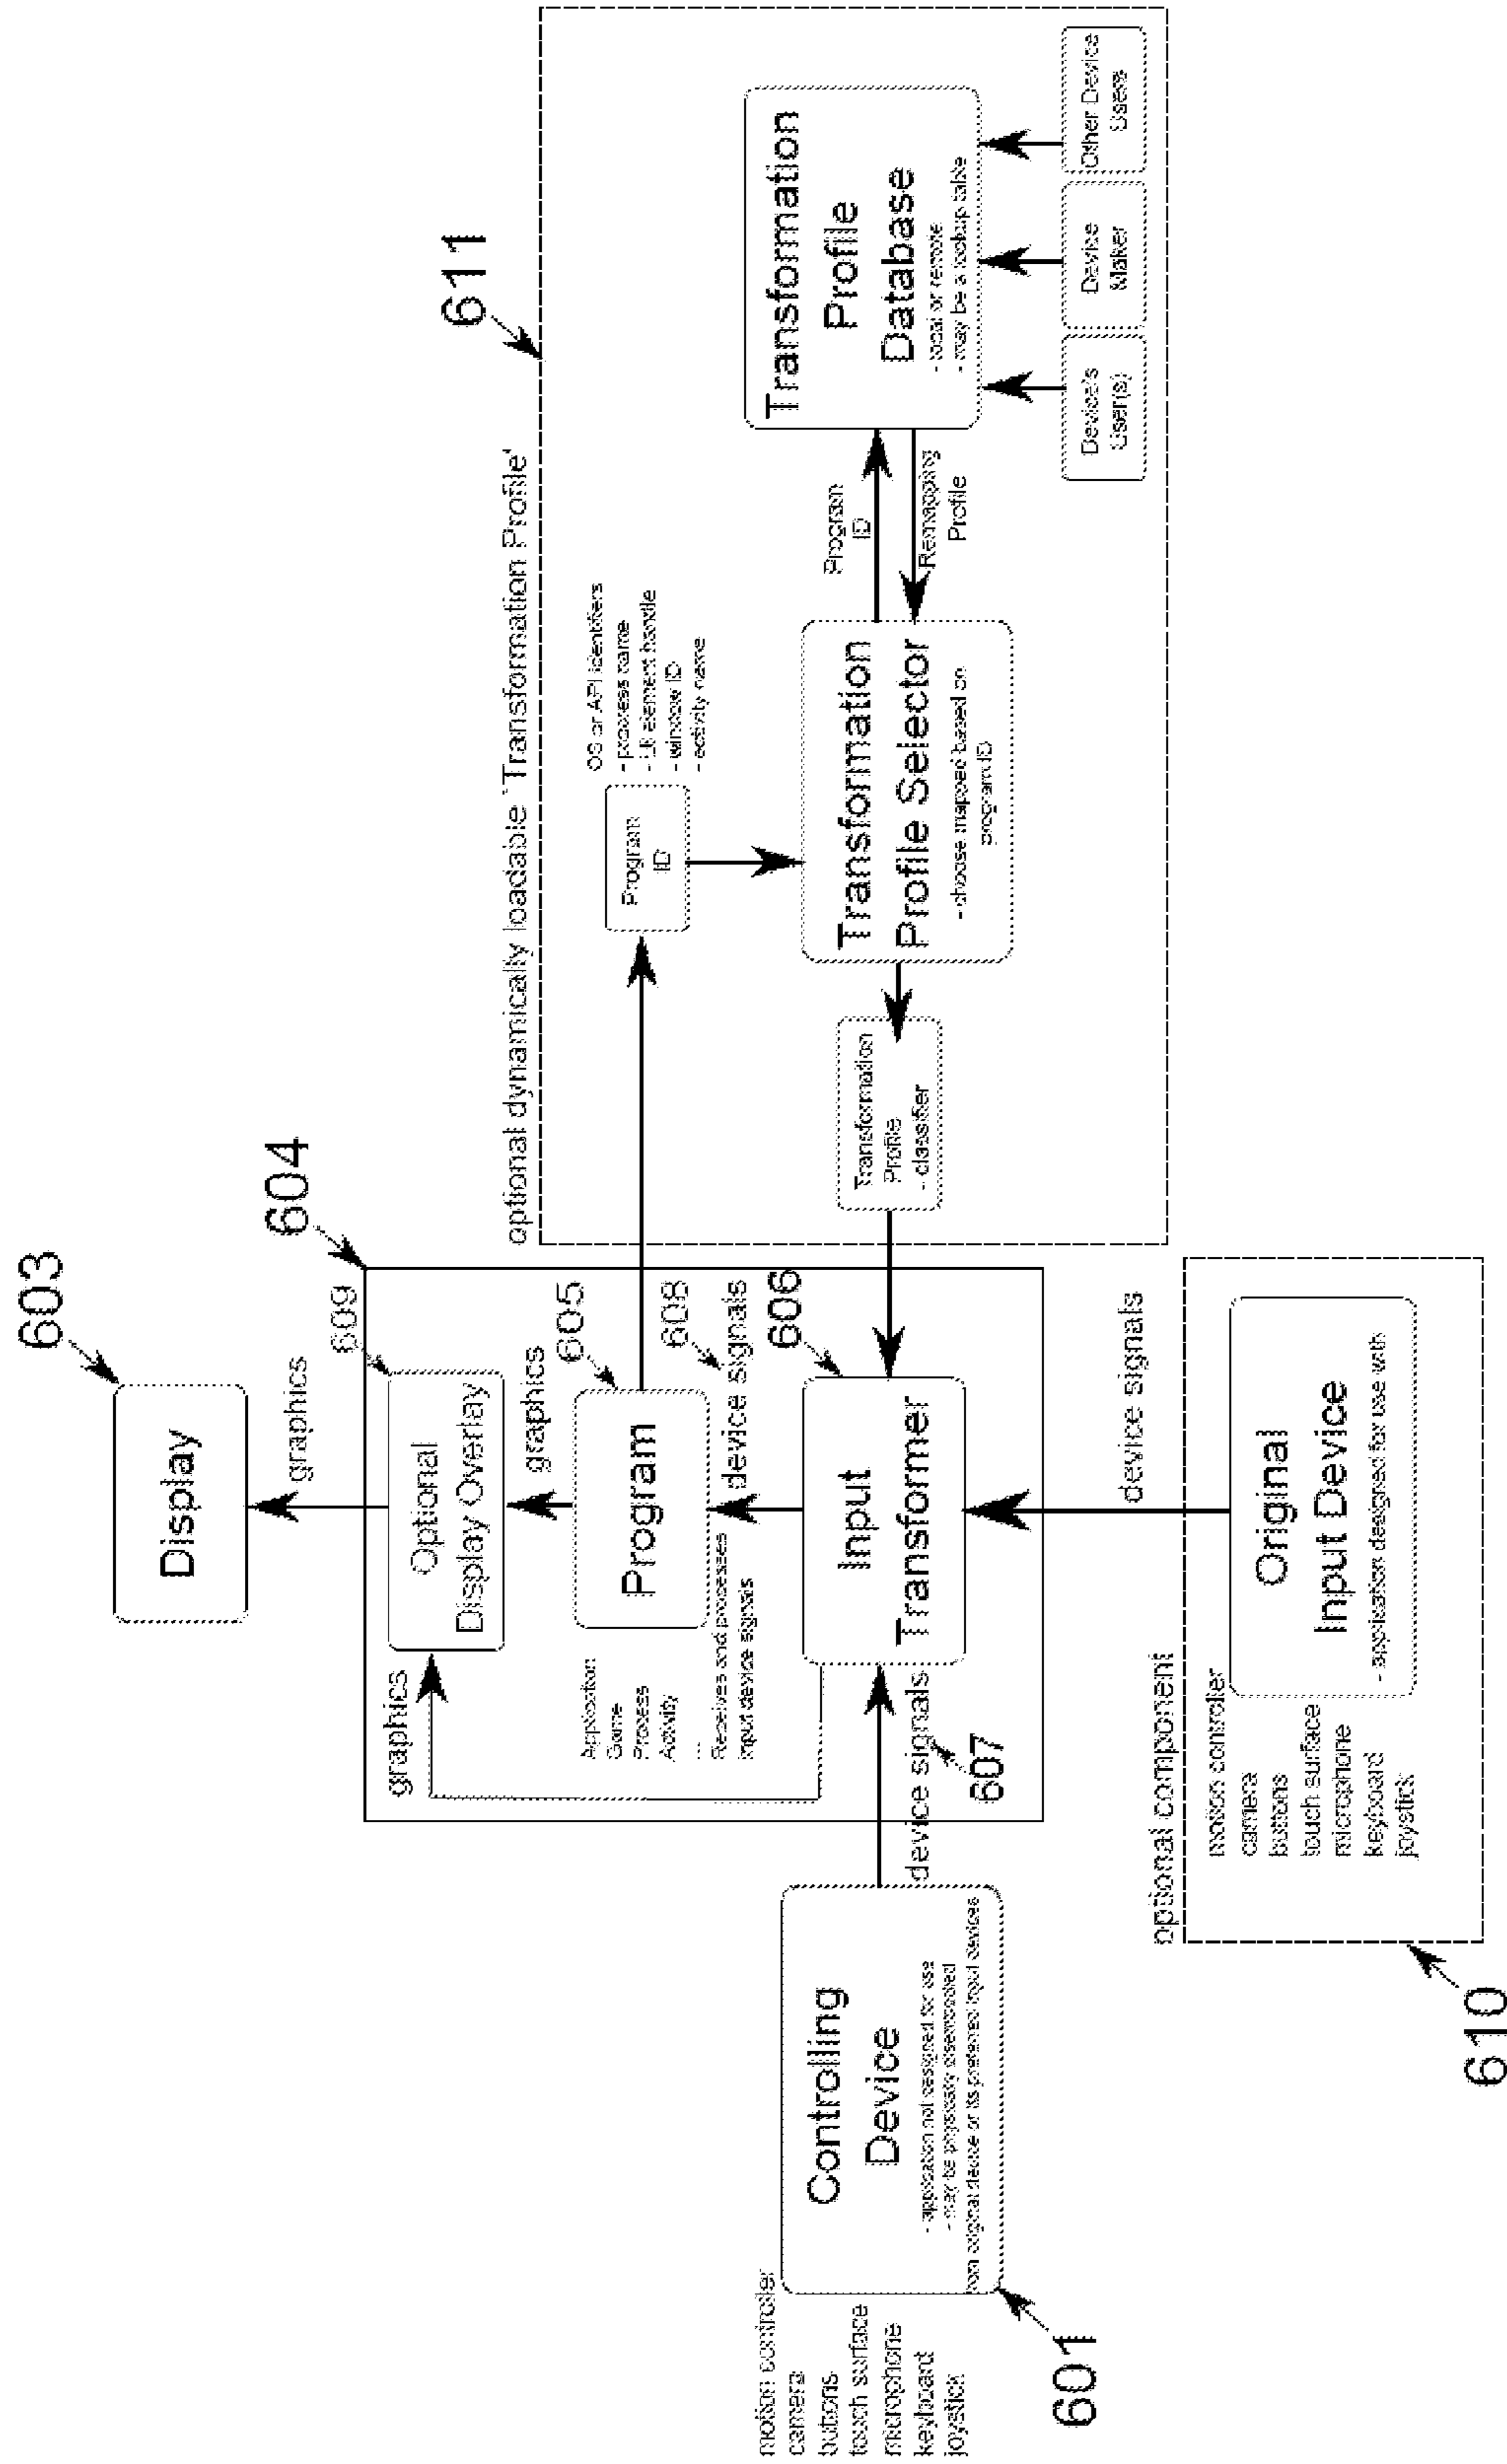 603
Display
graphics
604
609
Optional
Display Overlay
graphics
graphics
605
Program
Application
Game
Process
Activity
...
Receives and processes
input device signals
608
device signals
606
Input
Transformer
601
motion controller
camera
buttons
touch surface
microphone
keyboard
joystick
Controlling
Device
- application not designed for use
- may be physically
from original device or its preferred input devices
device signals
607
device signals
optional component
motion controller
camera
buttons
touch surface
microphone
keyboard
joystick
Original
Input Device
- application designed for use with
610
optional dynamically loadable `Transformation Profile'
611
Program
ID
OS or API identifiers
- process name
- UI element handle
- window ID
- activity name
Transformation
Profile Selector
- choose mapped based on
program ID
Transformation
Profile
- classifier
Program
ID
Remapping
Profile
Transformation
Profile
Database
- local or remote
- may be a lookup table
Device's
User(s)
Device
Maker
Other Device
Users